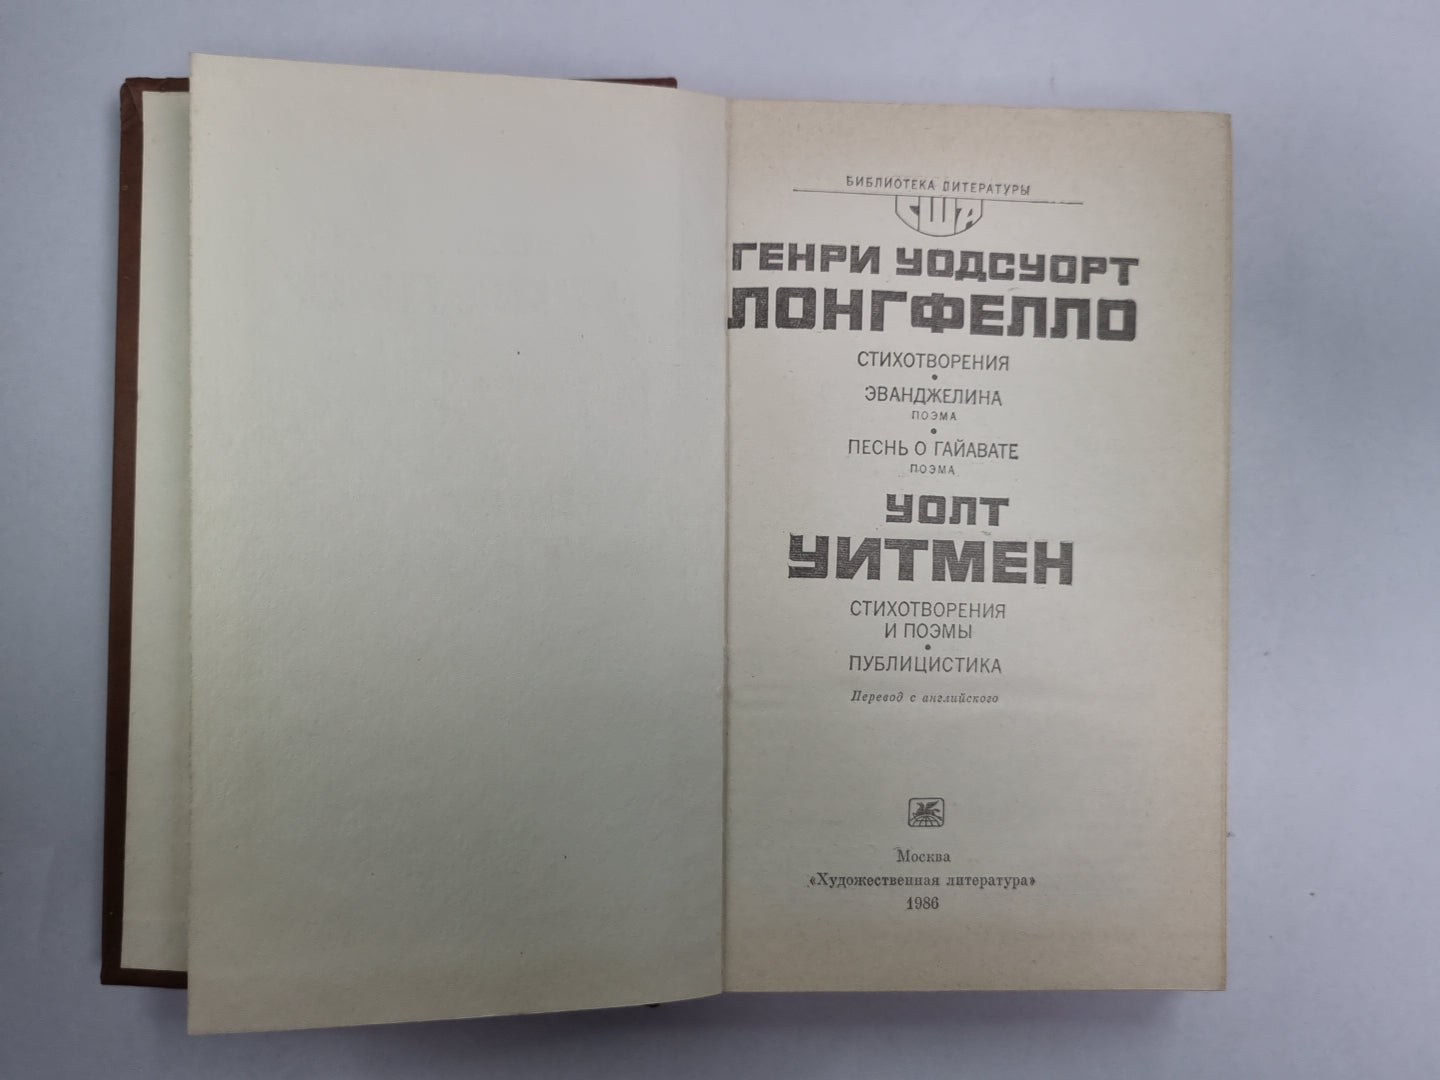 БИБЛИОТЕКА ЛИТЕРАТУРЫ
США
ГЕНРИ УОДСУОРТ
ЛОНГФЕЛЛО
СТИХОТВОРЕНИЯ
•
ЭВАНДЖЕЛИНА
ПОЭМА
•
ПЕСНЬ О ГАЙАВАТЕ
ПОЭМА
УОЛТ
УИТМЕН
СТИХОТВОРЕНИЯ
И ПОЭМЫ
•
ПУБЛИЦИСТИКА
Перевод с английского
Москва
«Художественная литература»
1986